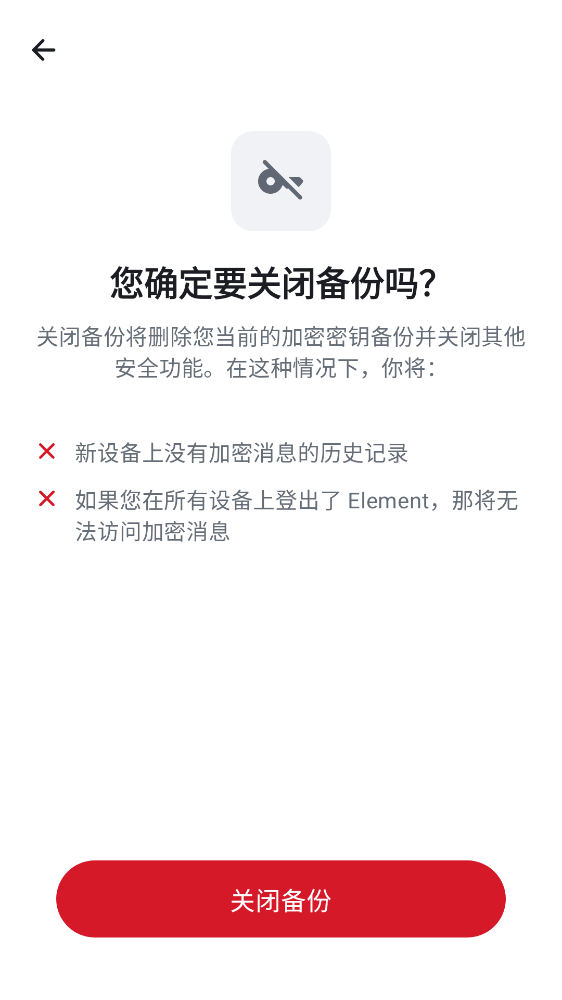 您确定要关闭备份吗？
关闭备份将删除您当前的加密密钥备份并关闭其他
安全功能。在这种情况下，你将：
新设备上没有加密消息的历史记录
如果您在所有设备上登出了 Element，那将无
法访问加密消息
关闭备份